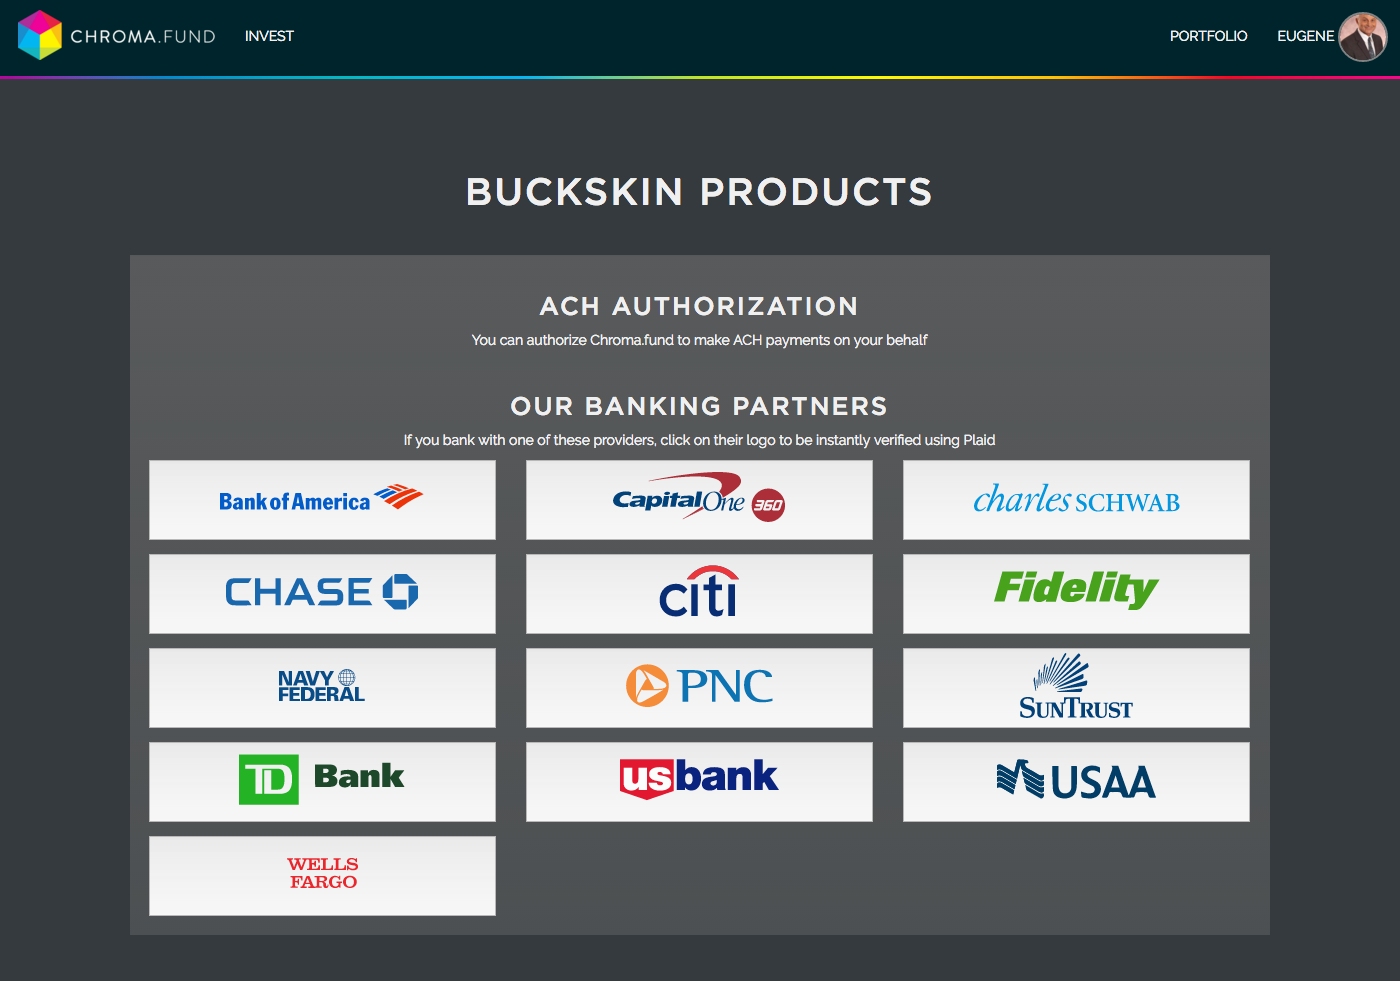 CHROMA.FUND
INVEST
PORTFOLIO
EUGENE
BUCKSKIN PRODUCTS
ACH AUTHORIZATION
You can authorize Chroma.fund to make ACH payments on your behalf
OUR BANKING PARTNERS
If you bank with one of these providers, click on their logo to be instantly verified using Plaid
Bank of America
CapitalOne 360
charles SCHWAB
CHASE
citi
Fidelity
NAVY
FEDERAL
PNC
SUNTRUST
TD Bank
usbank
USAA
WELLS
FARGO